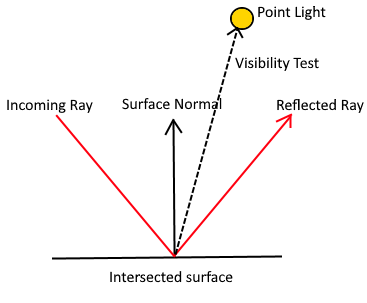 Point Light
Visibility Test
Incoming Ray
Surface Normal
Reflected Ray
Intersected surface